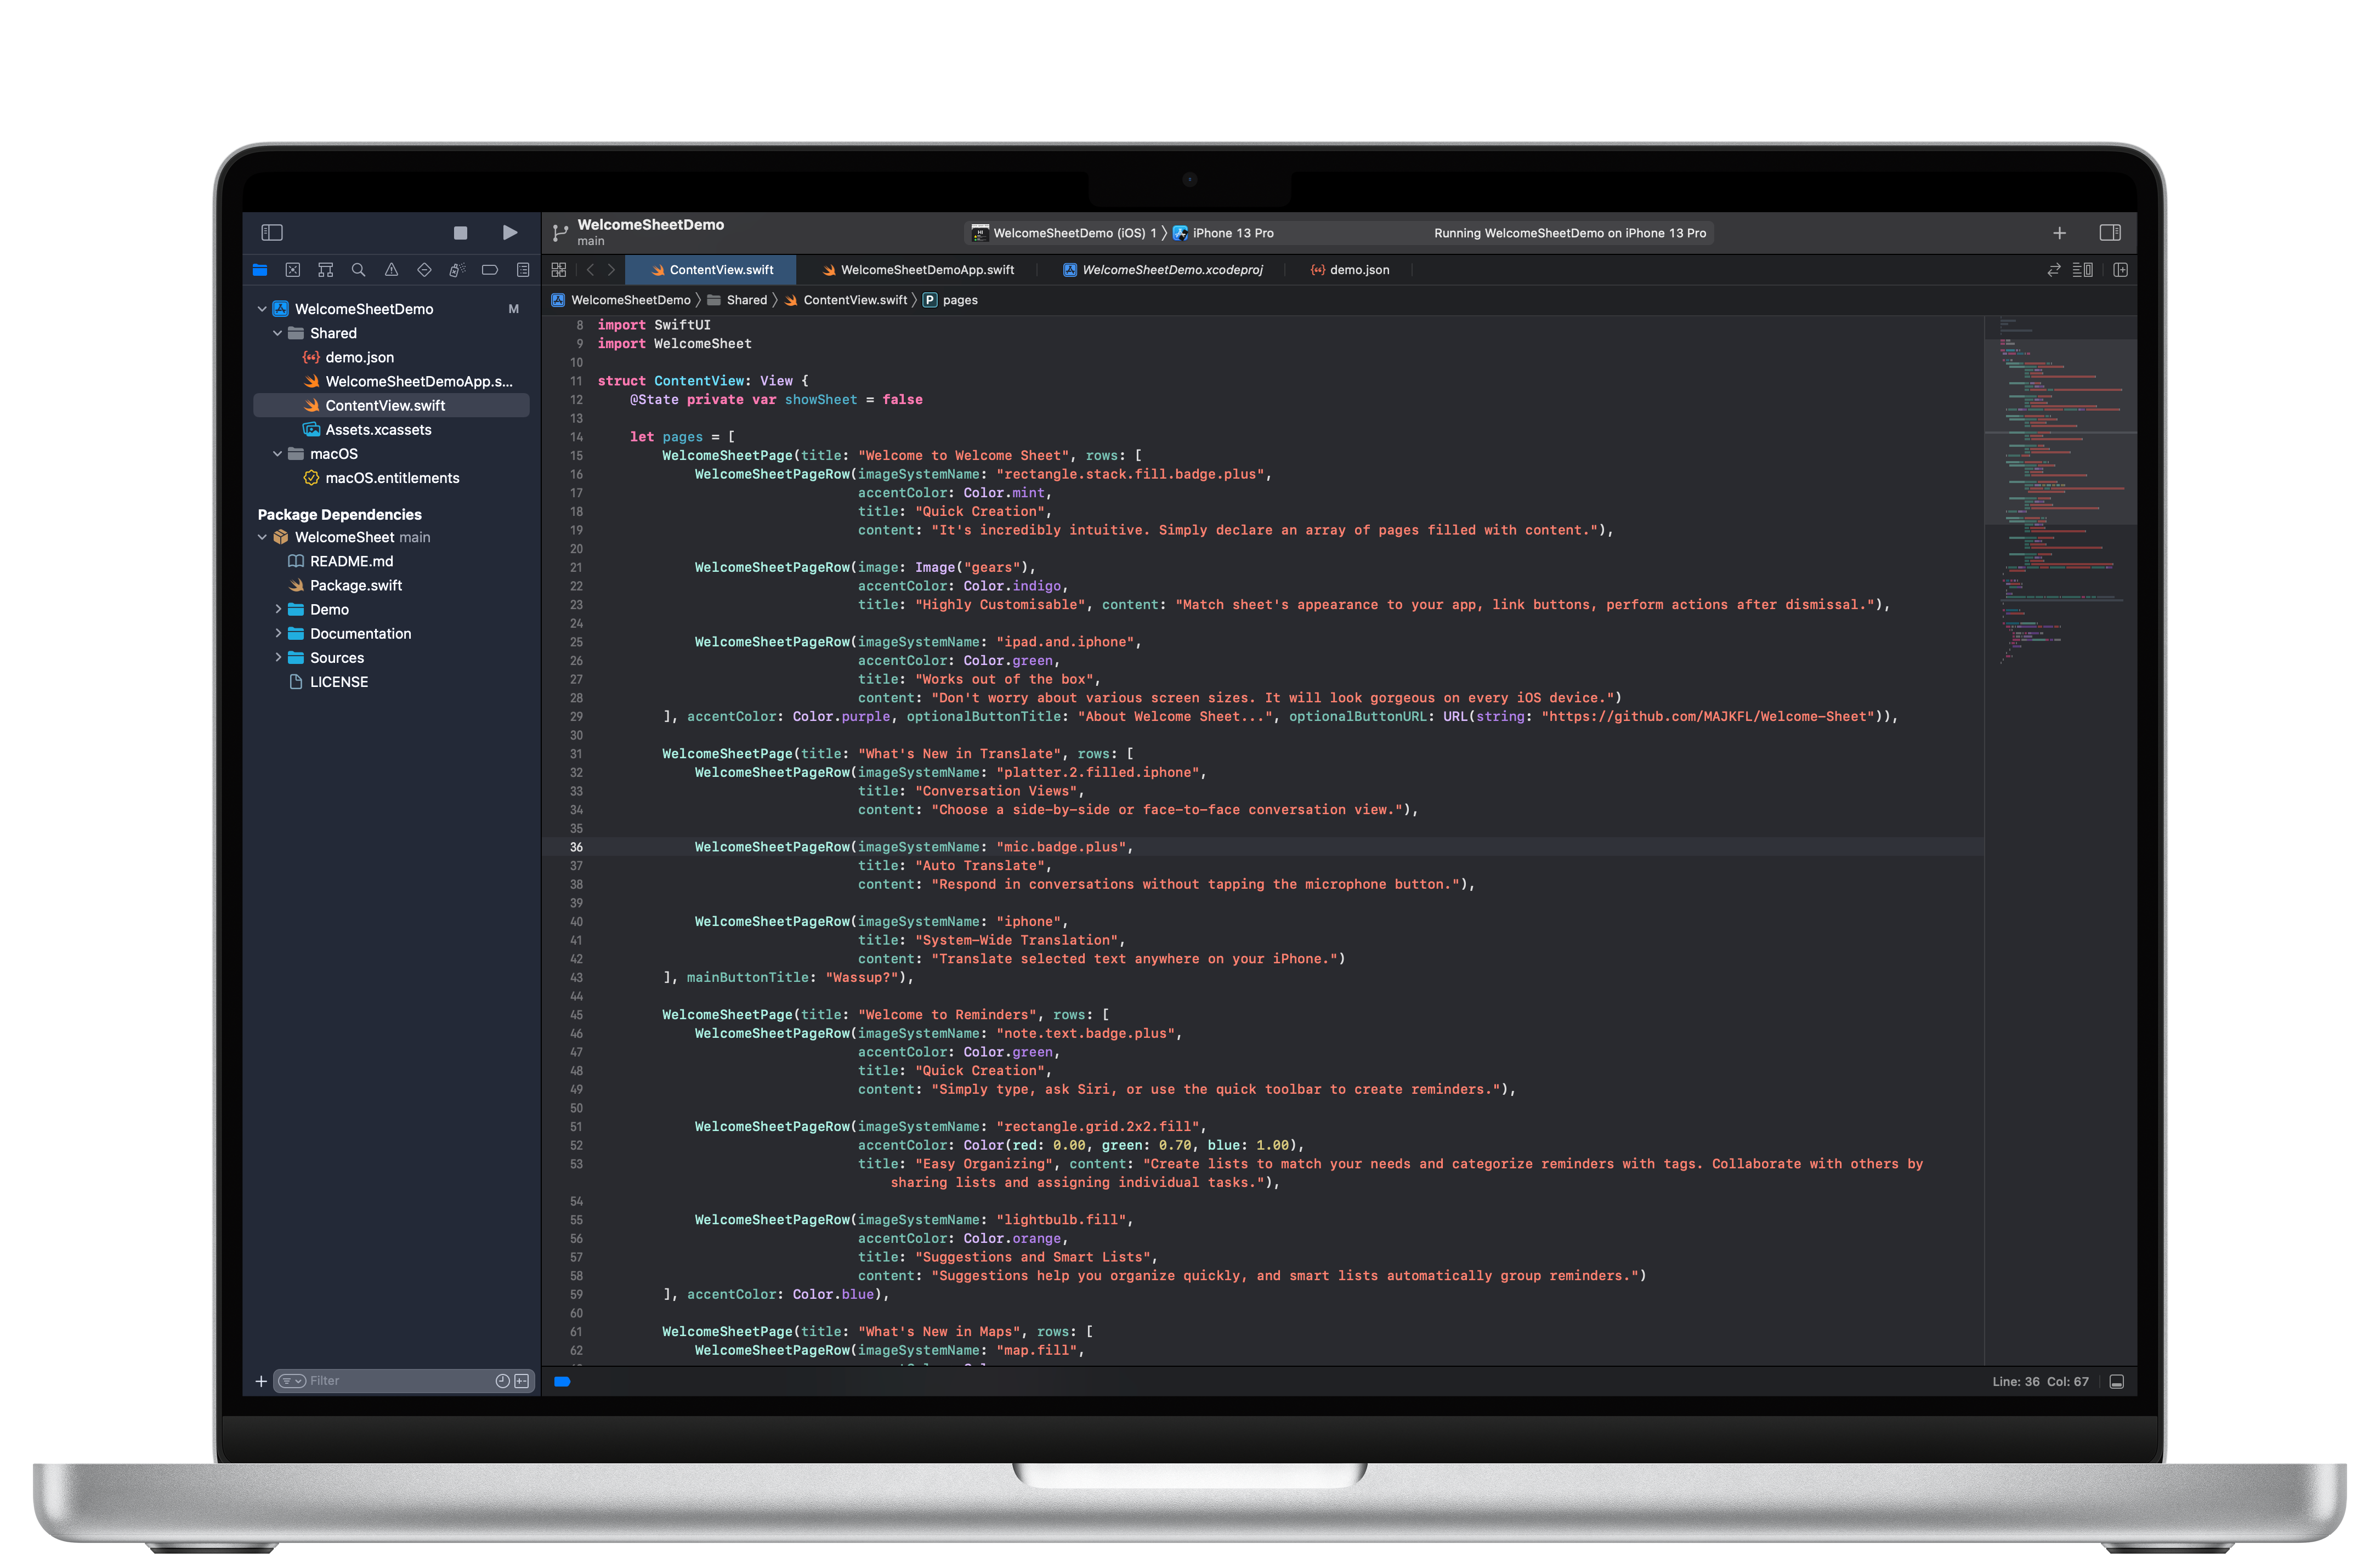 WelcomeSheetDemo
main
WelcomeSheetDemo (iOS) 1 〉 iPhone 13 Pro
Running WelcomeSheetDemo on iPhone 13 Pro
ContentView.swift
WelcomeSheetDemoApp.swift
WelcomeSheetDemo.xcodeproj
demo.json
WelcomeSheetDemo 〉 Shared 〉 ContentView.swift 〉 P pages
WelcomeSheetDemo M
Shared
demo.json
WelcomeSheetDemoApp.s...
ContentView.swift
Assets.xcassets
macOS
macOS.entitlements
Package Dependencies
WelcomeSheet main
README.md
Package.swift
Demo
Documentation
Sources
LICENSE
Filter
8 import SwiftUI
9 import WelcomeSheet
10
11 struct ContentView: View {
12 @State private var showSheet = false
13
14 let pages = [
15 WelcomeSheetPage(title: "Welcome to Welcome Sheet", rows: [
16 WelcomeSheetPageRow(imageSystemName: "rectangle.stack.fill.badge.plus",
17 accentColor: Color.mint,
18 title: "Quick Creation",
19 content: "It's incredibly intuitive. Simply declare an array of pages filled with content."),
20
21 WelcomeSheetPageRow(image: Image("gears"),
22 accentColor: Color.indigo,
23 title: "Highly Customisable", content: "Match sheet's appearance to your app, link buttons, perform actions after dismissal."),
24
25 WelcomeSheetPageRow(imageSystemName: "ipad.and.iphone",
26 accentColor: Color.green,
27 title: "Works out of the box",
28 content: "Don't worry about various screen sizes. It will look gorgeous on every iOS device.")
29 ], accentColor: Color.purple, optionalButtonTitle: "About Welcome Sheet...", optionalButtonURL: URL(string: "https://github.com/MAJKFL/Welcome-Sheet")),
30
31 WelcomeSheetPage(title: "What's New in Translate", rows: [
32 WelcomeSheetPageRow(imageSystemName: "platter.2.filled.iphone",
33 title: "Conversation Views",
34 content: "Choose a side-by-side or face-to-face conversation view."),
35
36 WelcomeSheetPageRow(imageSystemName: "mic.badge.plus",
37 title: "Auto Translate",
38 content: "Respond in conversations without tapping the microphone button."),
39
40 WelcomeSheetPageRow(imageSystemName: "iphone",
41 title: "System-Wide Translation",
42 content: "Translate selected text anywhere on your iPhone.")
43 ], mainButtonTitle: "Wassup?"),
44
45 WelcomeSheetPage(title: "Welcome to Reminders", rows: [
46 WelcomeSheetPageRow(imageSystemName: "note.text.badge.plus",
47 accentColor: Color.green,
48 title: "Quick Creation",
49 content: "Simply type, ask Siri, or use the quick toolbar to create reminders."),
50
51 WelcomeSheetPageRow(imageSystemName: "rectangle.grid.2x2.fill",
52 accentColor: Color(red: 0.00, green: 0.70, blue: 1.00),
53 title: "Easy Organizing", content: "Create lists to match your needs and categorize reminders with tags. Collaborate with others by
sharing lists and assigning individual tasks."),
54
55 WelcomeSheetPageRow(imageSystemName: "lightbulb.fill",
56 accentColor: Color.orange,
57 title: "Suggestions and Smart Lists",
58 content: "Suggestions help you organize quickly, and smart lists automatically group reminders.")
59 ], accentColor: Color.blue),
60
61 WelcomeSheetPage(title: "What's New in Maps", rows: [
62 WelcomeSheetPageRow(imageSystemName: "map.fill",
Line: 36 Col: 67